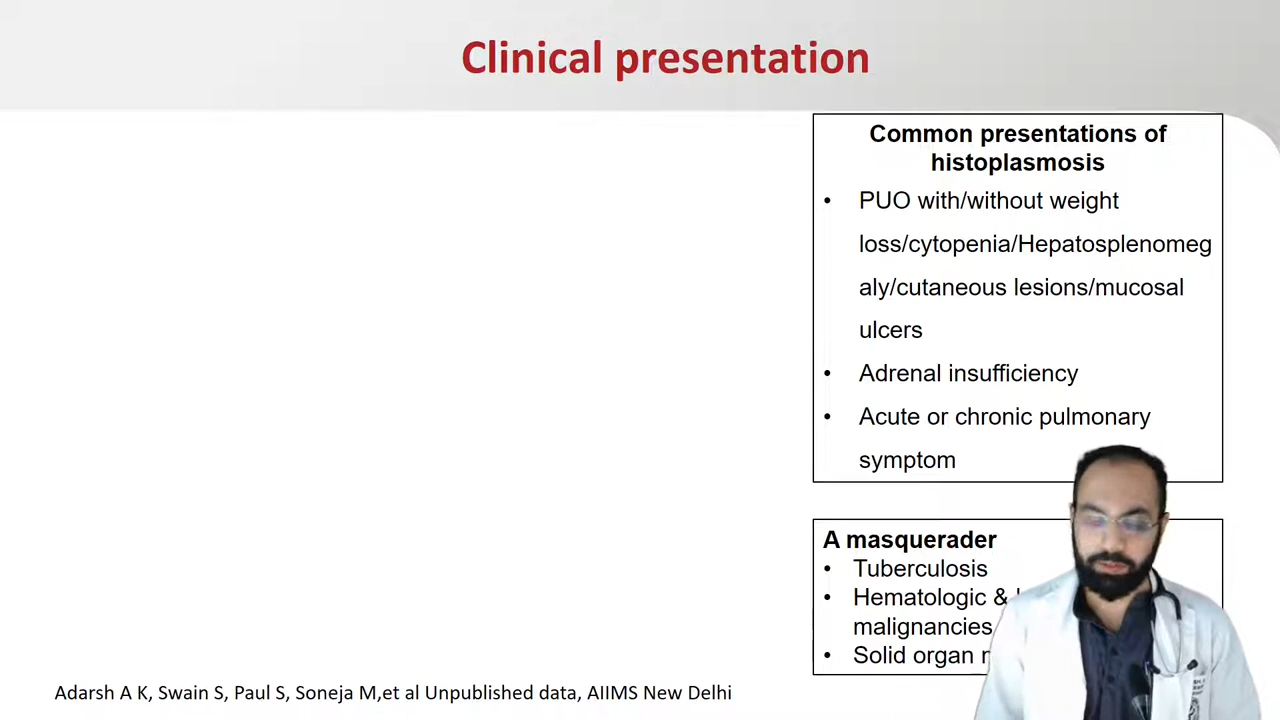 Clinical presentation
Common presentations of
histoplasmosis
• PUO with/without weight
loss/cytopenia/Hepatosplenomeg
aly/cutaneous lesions/mucosal
ulcers
• Adrenal insufficiency
• Acute or chronic pulmonary
symptom
A masquerader
• Tuberculosis
• Hematologic &
malignancies
• Solid organ
Adarsh A K, Swain S, Paul S, Soneja M,et al Unpublished data, AIIMS New Delhi